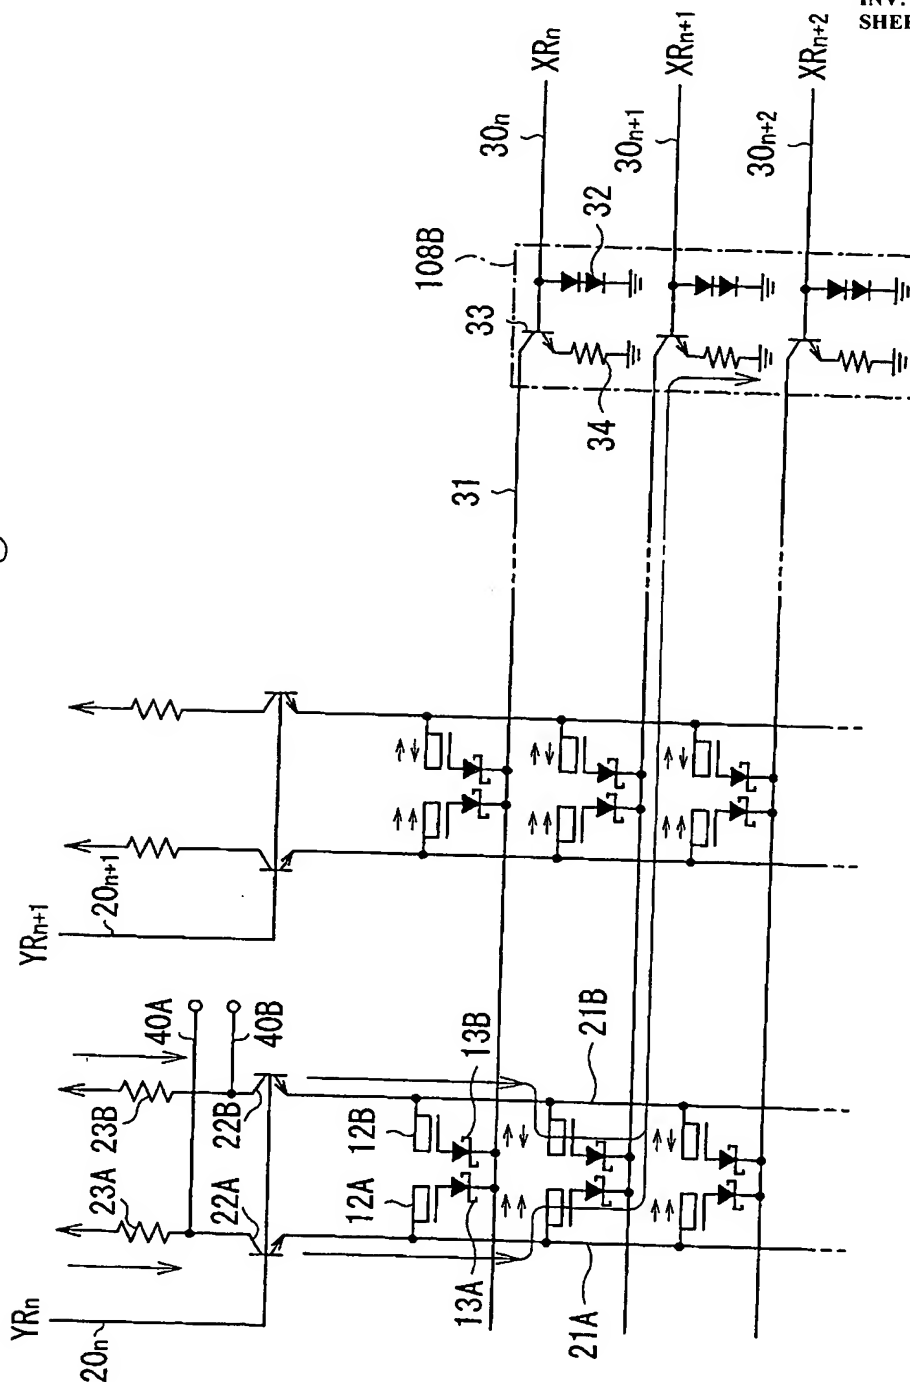 INV.
SHEE
XRn
XRn+1
XRn+2
30n
30n+1
30n+2
108B
32
33
34
31
YRn+1
20n+1
YRn
20n
40A
40B
23A
23B
22A
22B
12A
12B
13A
13B
21A
21B